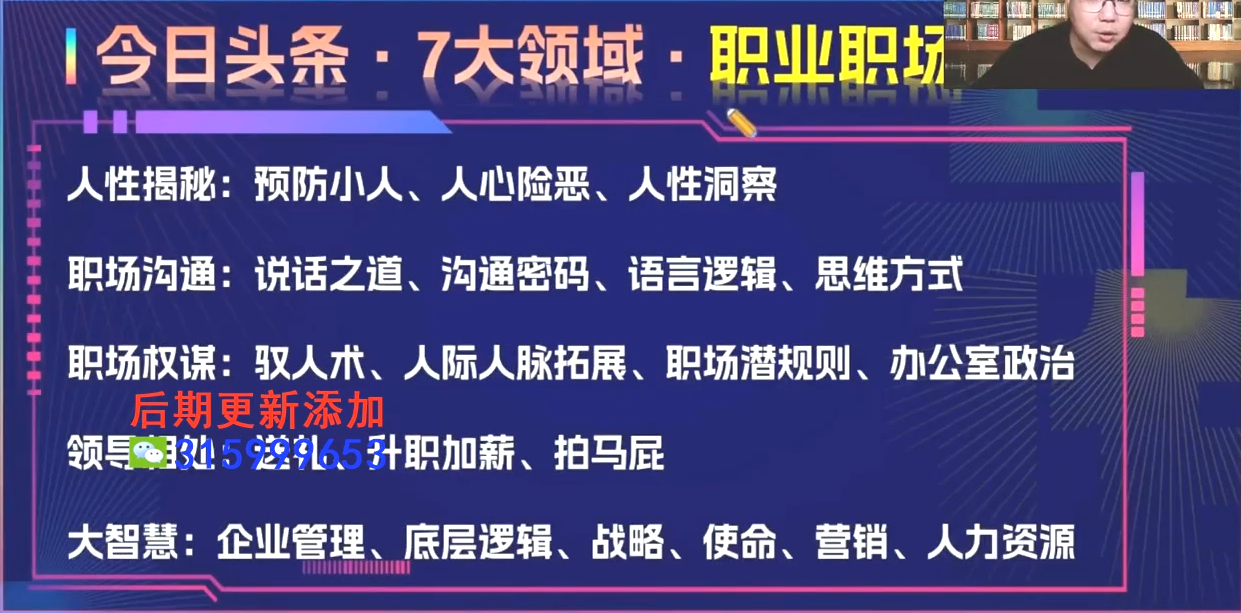 今日头条·7大领域·职业职场
人性揭秘：预防小人、人心险恶、人性洞察
职场沟通：说话之道、沟通密码、语言逻辑、思维方式
职场权谋：驭人术、人际人脉拓展、职场潜规则、办公室政治
后期更新添加
领导相处：送礼、升职加薪、拍马屁
315999653
大智慧：企业管理、底层逻辑、战略、使命、营销、人力资源